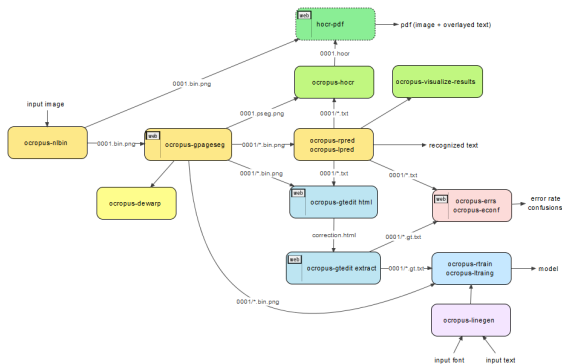 web
hocr-pdf
pdf (image + overlayed text)
0001.hocr
0001.bin.png
ocropus-hocr
ocropus-visualize-results
input image
0001.pseg.png
0001/*.txt
ocropus-nlbin
0001.bin.png
web
ocropus-gpageseg
0001/*.bin.png
ocropus-rpred
ocropus-lpred
recognized text
0001/*.bin.png
0001/*.txt
0001/*.txt
ocropus-dewarp
web
ocropus-gtedit html
web
ocropus-errs
ocropus-econf
error rate
confusions
correction.html
0001/*.gt.txt
web
ocropus-gtedit extract
0001/*.gt.txt
ocropus-rtrain
ocropus-ltraing
model
0001/*.bin.png
ocropus-linegen
input font
input text